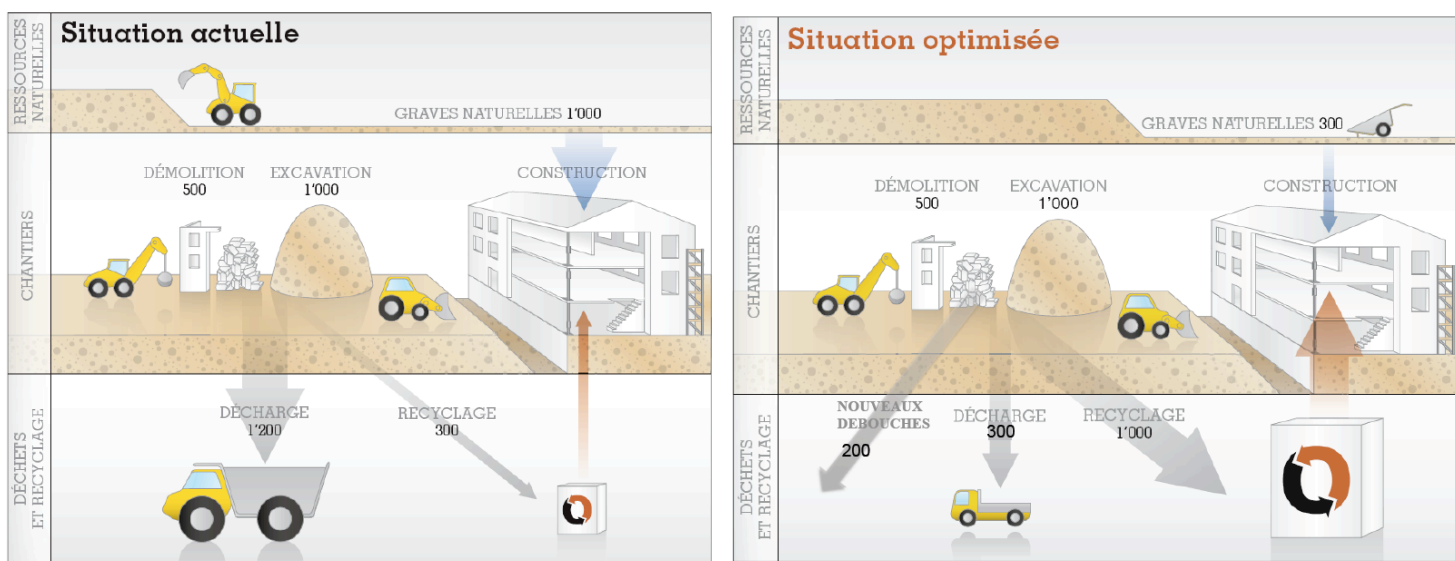 Situation actuelle
RESSOURCES
NATURELLES
GRAVES NATURELLES 1'000
CHANTIERS
DÉMOLITION
500
EXCAVATION
1'000
CONSTRUCTION
DÉCHETS
ET RECYCLAGE
DÉCHARGE
1'200
RECYCLAGE
300
Situation optimisée
RESSOURCES
NATURELLES
GRAVES NATURELLES 300
CHANTIERS
DÉMOLITION
500
EXCAVATION
1'000
CONSTRUCTION
DÉCHETS
ET RECYCLAGE
NOUVEAUX
DEBOUCHES
200
DÉCHARGE
300
RECYCLAGE
1'000